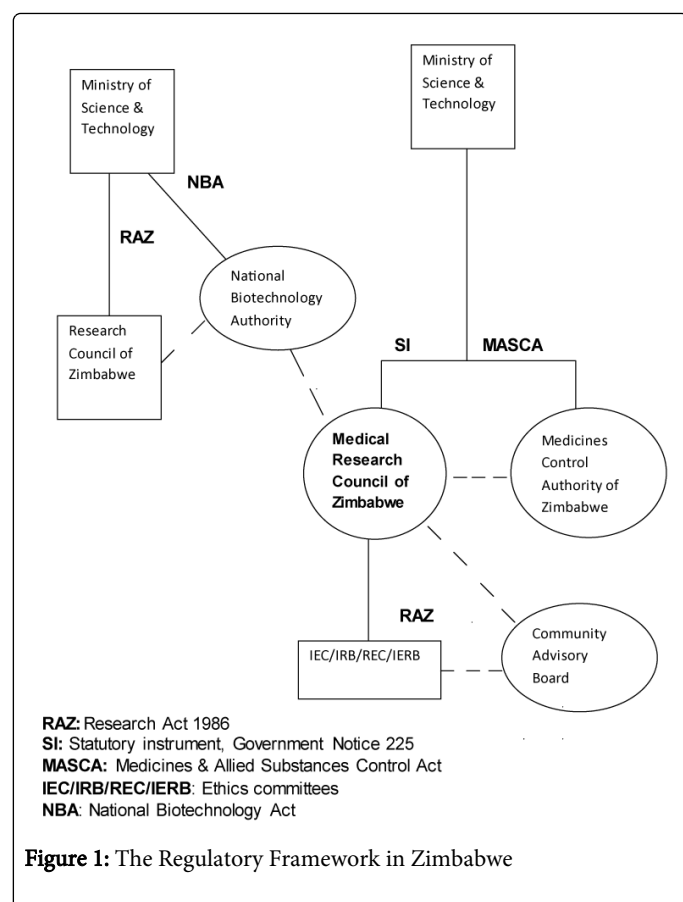 Ministry of
Science &
Technology
Ministry of
Science &
Technology
NBA
RAZ
National
Biotechnology
Authority
Research
Council of
Zimbabwe
SI
MASCA
Medical
Research
Council of
Zimbabwe
Medicines
Control
Authority of
Zimbabwe
RAZ
IEC/IRB/REC/IERB
Community
Advisory
Board
RAZ: Research Act 1986
SI: Statutory instrument, Government Notice 225
MASCA: Medicines & Allied Substances Control Act
IEC/IRB/REC/IERB: Ethics committees
NBA: National Biotechnology Act
Figure 1: The Regulatory Framework in Zimbabwe